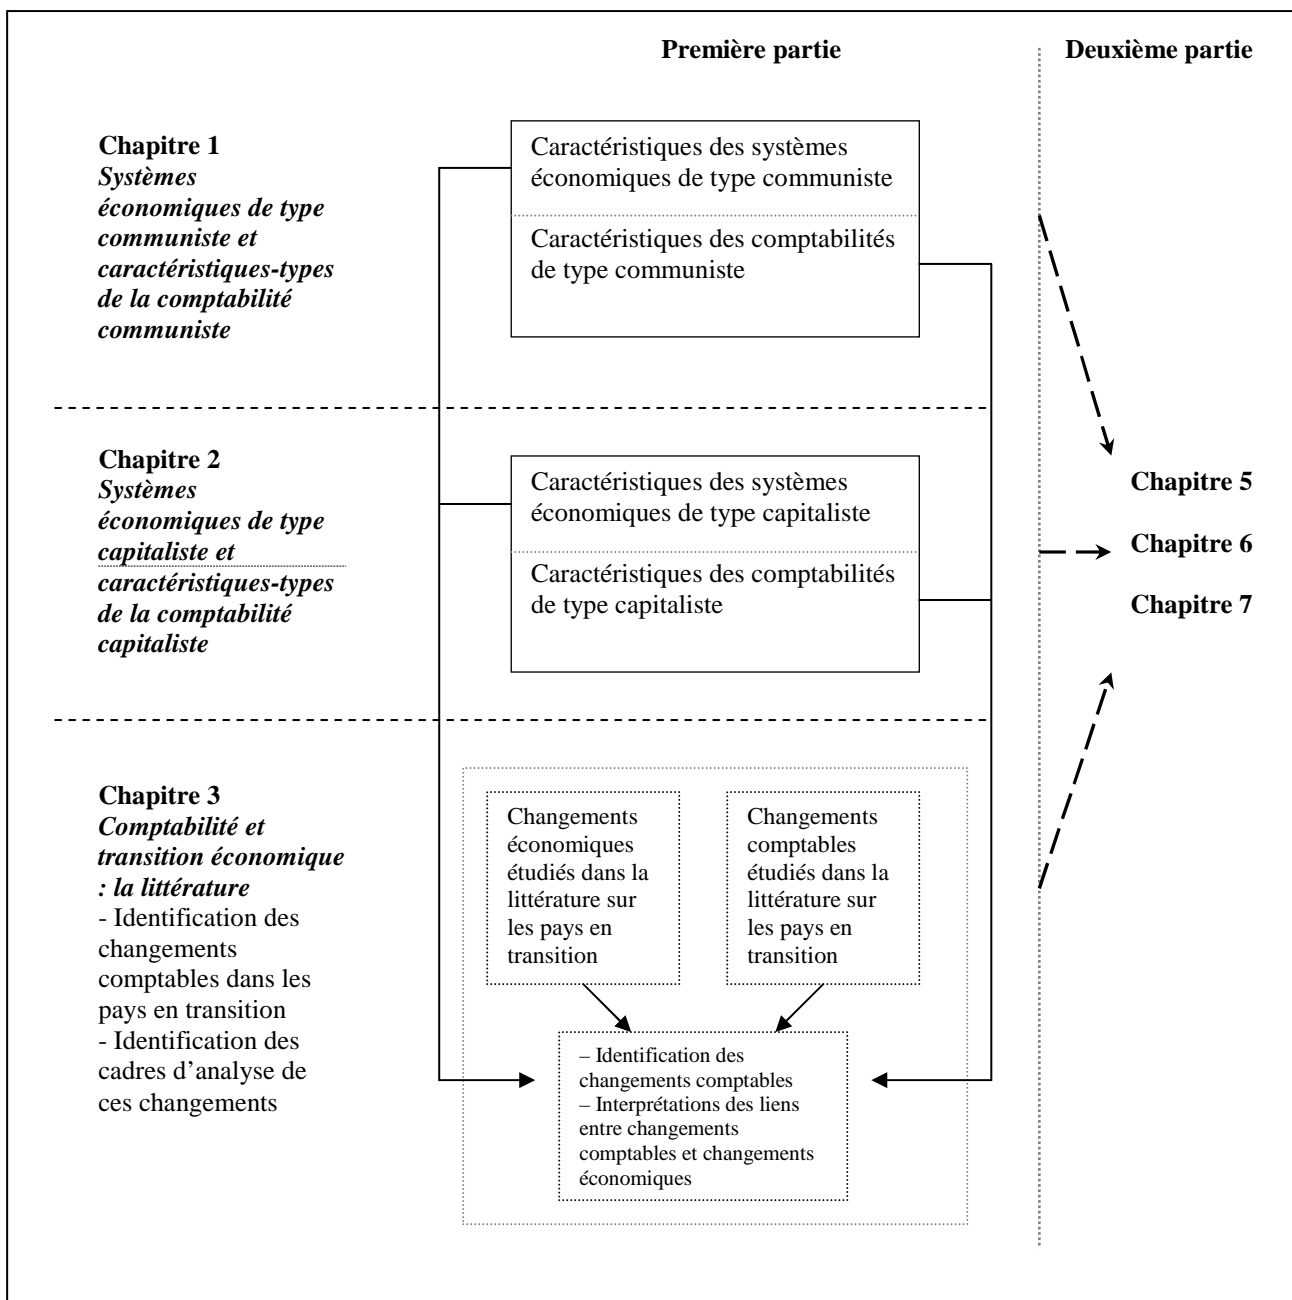 Première partie
Deuxième partie
Chapitre 1
Systèmes
économiques de type
communiste et
caractéristiques-types
de la comptabilité
communiste
Caractéristiques des systèmes
économiques de type communiste
Caractéristiques des comptabilités
de type communiste
Chapitre 2
Systèmes
économiques de type
capitaliste et
caractéristiques-types
de la comptabilité
capitaliste
Caractéristiques des systèmes
économiques de type capitaliste
Caractéristiques des comptabilités
de type capitaliste
Chapitre 5
Chapitre 6
Chapitre 7
Chapitre 3
Comptabilité et
transition économique
: la littérature
- Identification des
changements
comptables dans les
pays en transition
- Identification des
cadres d’analyse de
ces changements
Changements
économiques
étudiés dans la
littérature sur
les pays en
transition
Changements
comptables
étudiés dans la
littérature sur
les pays en
transition
– Identification des
changements comptables
– Interprétations des liens
entre changements
comptables et changements
économiques